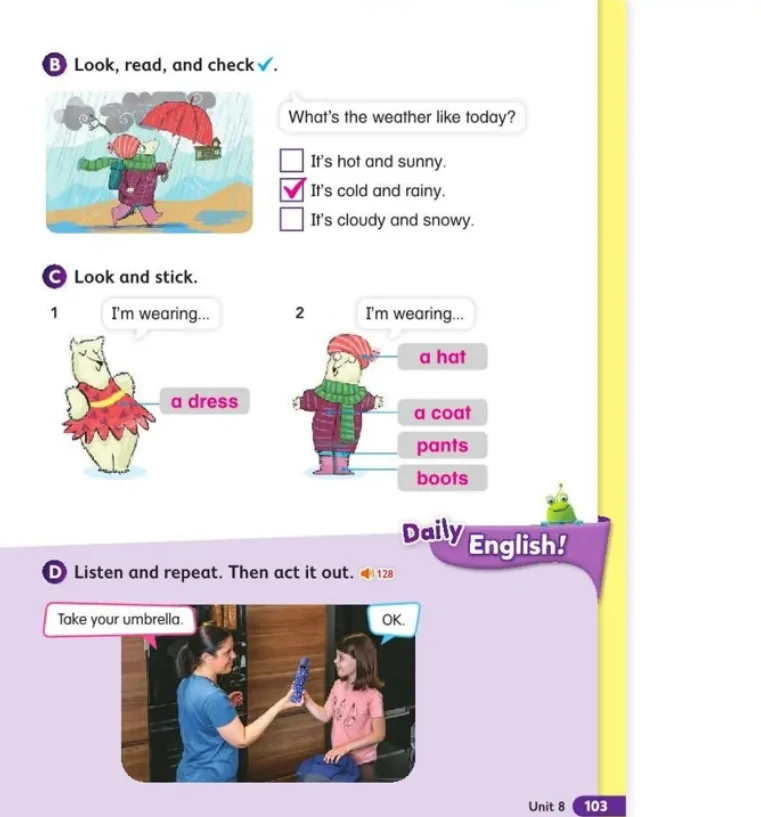 B Look, read, and check ✓.
What's the weather like today?
It's hot and sunny.
It's cold and rainy.
It's cloudy and snowy.
C Look and stick.
1 I'm wearing...
a dress
2 I'm wearing...
a hat
a coat
pants
boots
Daily English!
D Listen and repeat. Then act it out. 128
Take your umbrella.
OK.
Unit 8 103